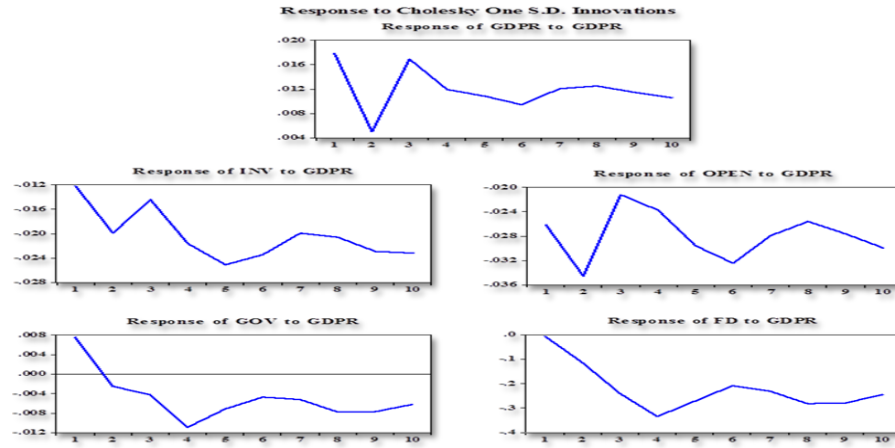 Response to Cholesky One S.D. Innovations
Response of GDPR to GDPR
.020
.016
.012
.008
.004
1 2 3 4 5 6 7 8 9 10
Response of INV to GDPR
-.012
-.016
-.020
-.024
-.028
1 2 3 4 5 6 7 8 9 10
Response of OPEN to GDPR
-.020
-.024
-.028
-.032
-.036
1 2 3 4 5 6 7 8 9 10
Response of GOV to GDPR
.008
.004
.000
-.004
-.008
-.012
1 2 3 4 5 6 7 8 9 10
Response of FD to GDPR
.0
-.1
-.2
-.3
-.4
1 2 3 4 5 6 7 8 9 10